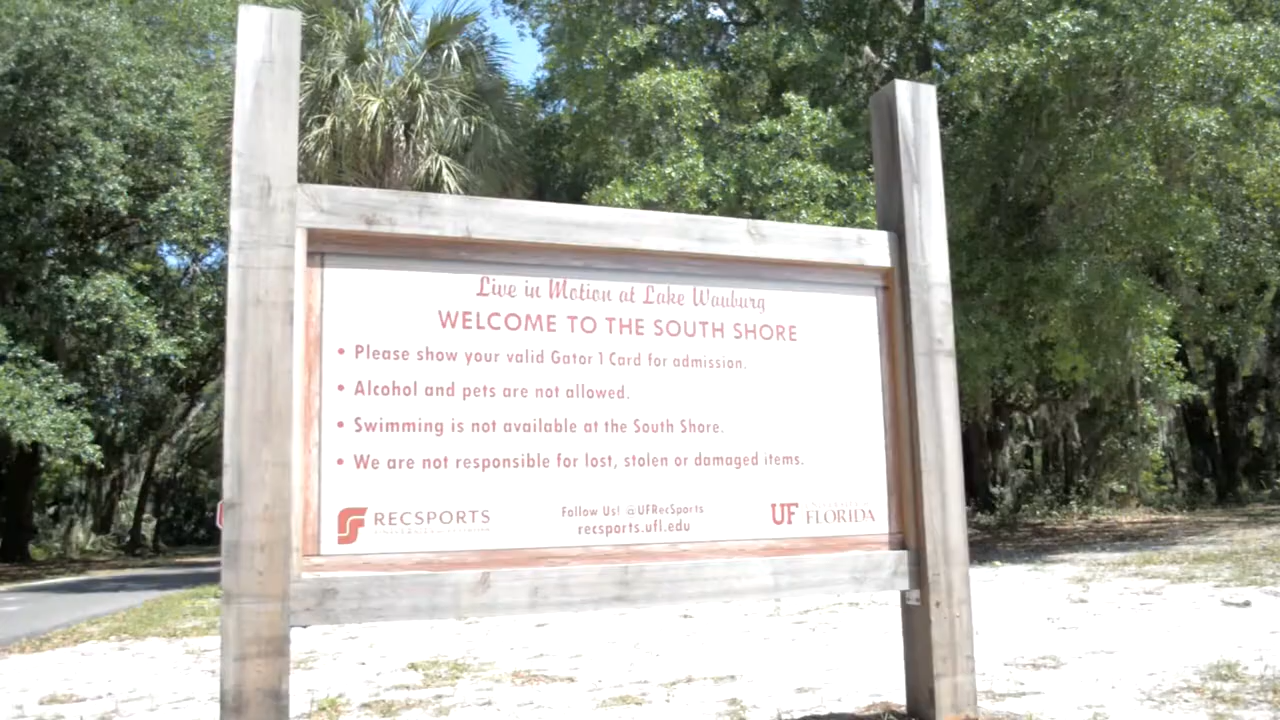 Live in Motion at Lake Wauburg
WELCOME TO THE SOUTH SHORE
• Please show your valid Gator 1 Card for admission.
• Alcohol and pets are not allowed.
• Swimming is not available at the South Shore.
• We are not responsible for lost, stolen or damaged items.
RECSPORTS
Follow Us! @UFRecSports
recsports.ufl.edu
UF
FLORIDA